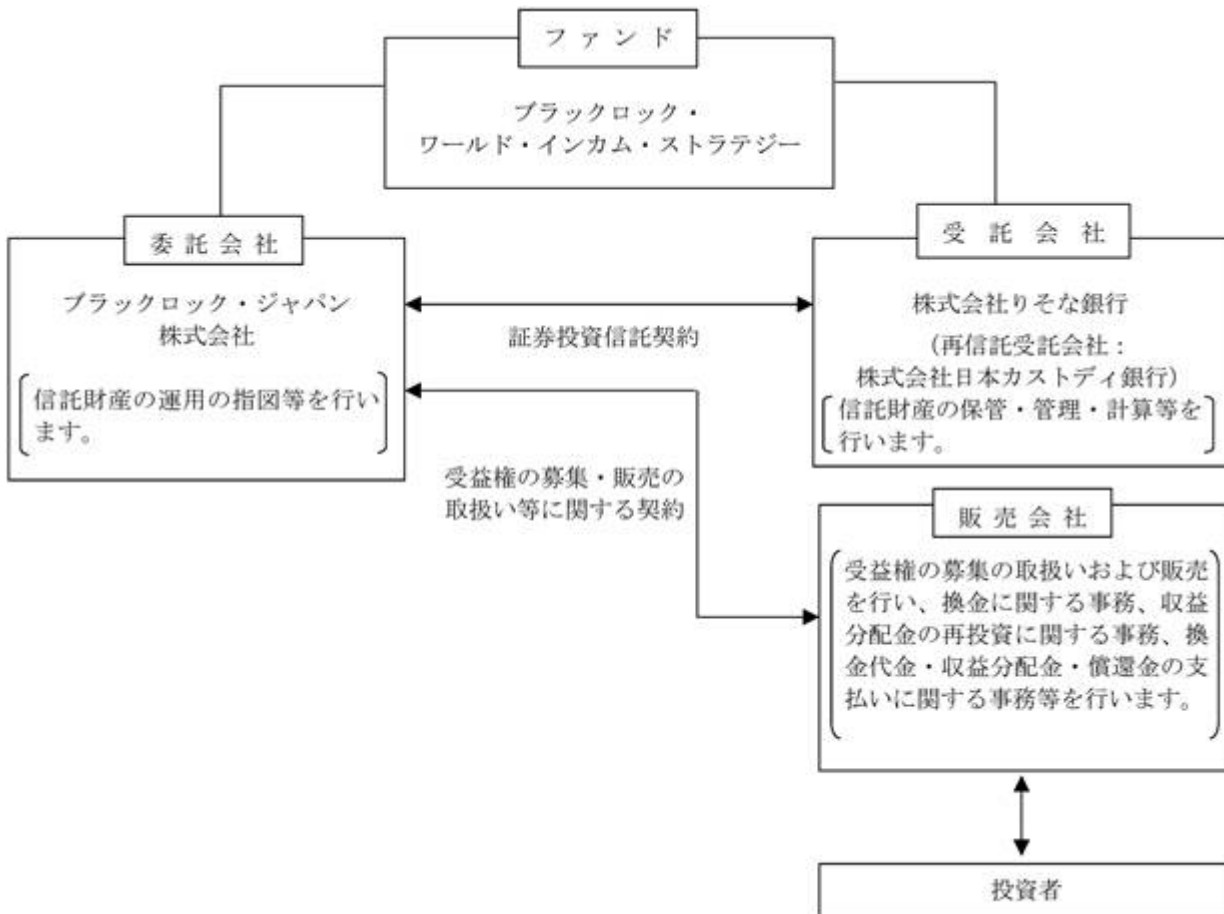 ファンド
ブラックロック・
ワールド・インカム・ストラテジー
委託会社
ブラックロック・ジャパン
株式会社
信託財産の運用の指図等を行い
ます。
証券投資信託契約
受託会社
株式会社りそな銀行
(再信託受託会社:
株式会社日本カストディ銀行)
信託財産の保管・管理・計算等を
行います。
受益権の募集・販売の
取扱い等に関する契約
販売会社
受益権の募集の取扱いおよび販売
を行い、換金に関する事務、収益
分配金の再投資に関する事務、換
金代金・収益分配金・償還金の支
払いに関する事務等を行います。
投資者